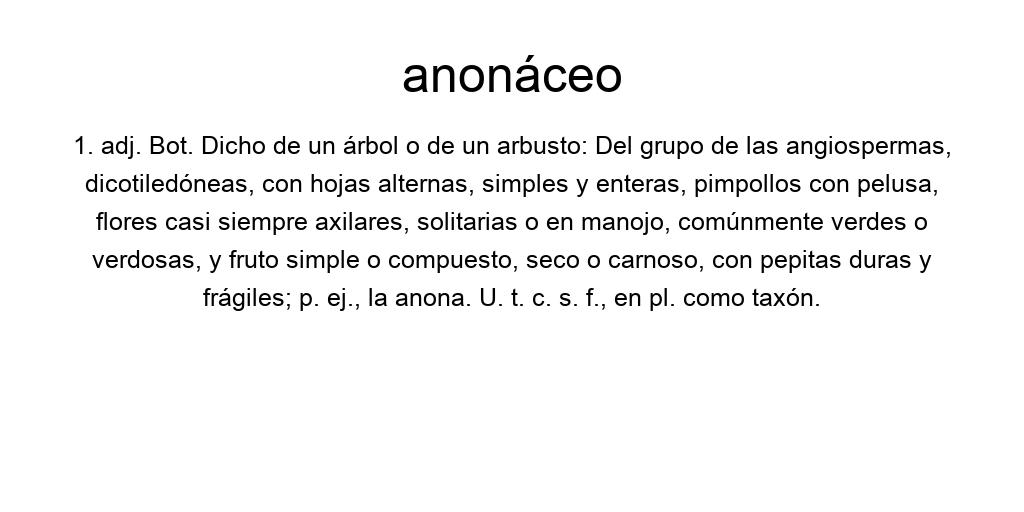 anonáceo
1. adj. Bot. Dicho de un árbol o de un arbusto: Del grupo de las angiospermas,
dicotiledóneas, con hojas alternas, simples y enteras, pimpollos con pelusa,
flores casi siempre axilares, solitarias o en manojo, comúnmente verdes o
verdosas, y fruto simple o compuesto, seco o carnoso, con pepitas duras y
frágiles; p. ej., la anona. U. t. c. s. f., en pl. como taxón.